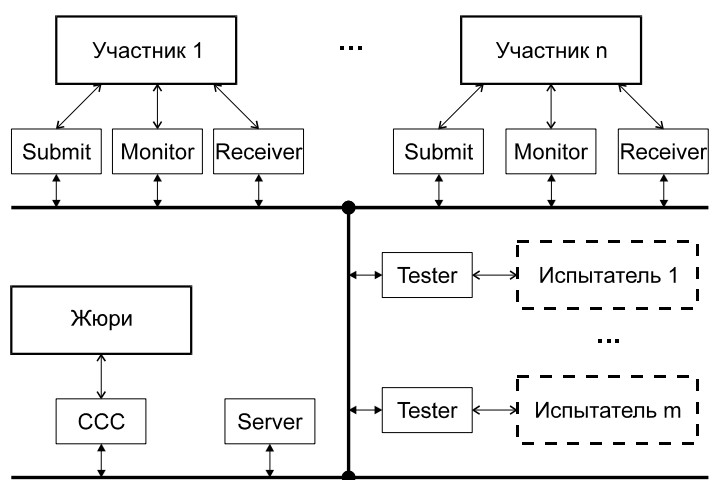 Участник 1
...
Участник n
Submit
Monitor
Receiver
Submit
Monitor
Receiver
Tester
Испытатель 1
Жюри
...
CCC
Server
Tester
Испытатель m